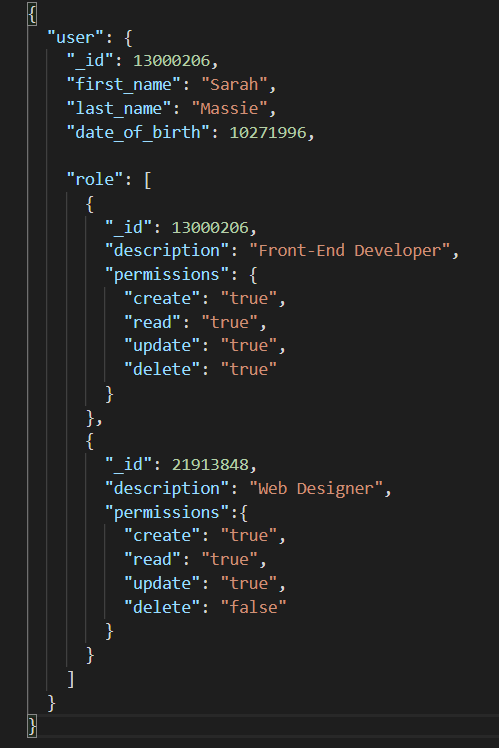 {
  "user": {
    "_id": 13000206,
    "first_name": "Sarah",
    "last_name": "Massie",
    "date_of_birth": 10271996,

    "role": [
      {
        "_id": 13000206,
        "description": "Front-End Developer",
        "permissions": {
          "create": "true",
          "read": "true",
          "update": "true",
          "delete": "true"
        }
      },
      {
        "_id": 21913848,
        "description": "Web Designer",
        "permissions":{
          "create": "true",
          "read": "true",
          "update": "true",
          "delete": "false"
        }
      }
    ]
  }
}